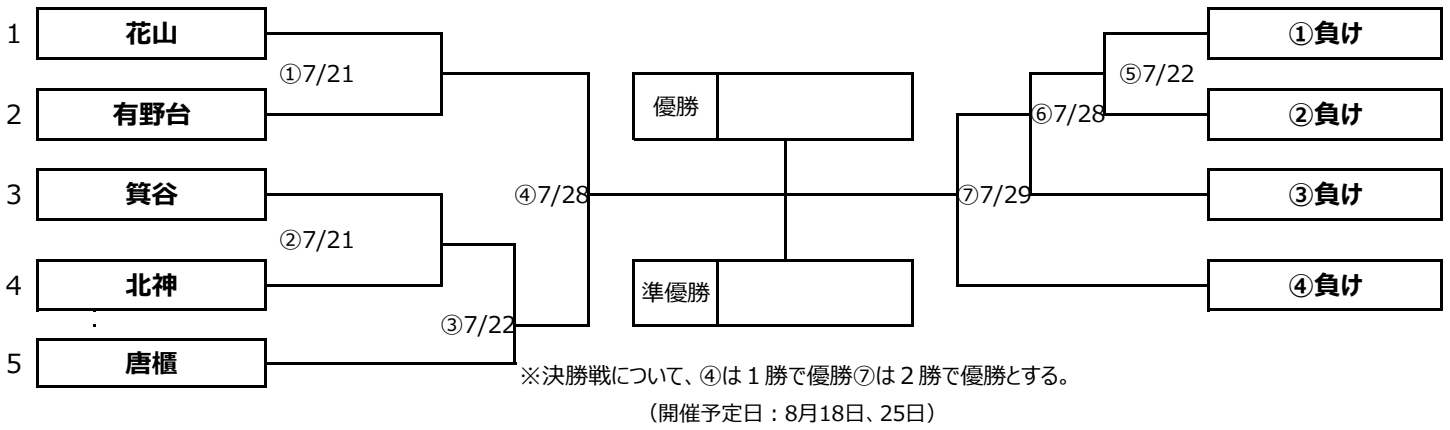 1 花山
①7/21
2 有野台
3 箕谷
②7/21
4 北神
③7/22
5 唐櫃
④7/28
優勝
準優勝
①負け
⑤7/22
②負け
⑥7/28
③負け
⑦7/29
④負け
※決勝戦について、④は１勝で優勝⑦は２勝で優勝とする。
（開催予定日：8月18日、25日）